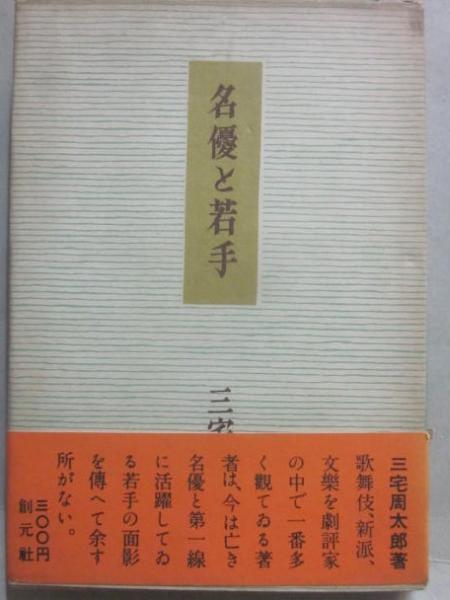 名優と若手
三宅
三宅周太郎著
歌舞伎、新派、
文樂を劇評家
の中で一番多
く觀てゐる著
者は、今は亡き
名優と第一線
に活躍してゐ
る若手の面影
を傳へて余す
所がない。
三〇〇円
創元社